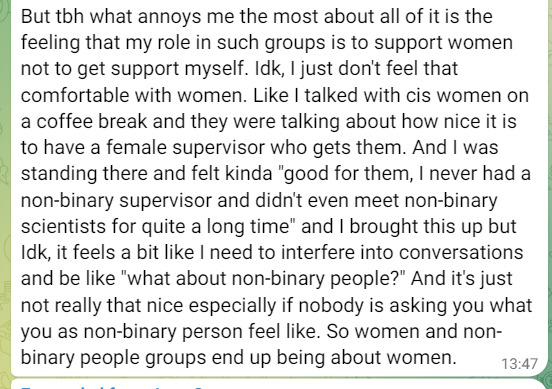 But tbh what annoys me the most about all of it is the
feeling that my role in such groups is to support women
not to get support myself. Idk, I just don't feel that
comfortable with women. Like I talked with cis women on
a coffee break and they were talking about how nice it is
to have a female supervisor who gets them. And I was
standing there and felt kinda "good for them, I never had a
non-binary supervisor and didn't even meet non-binary
scientists for quite a long time" and I brought this up but
Idk, it feels a bit like I need to interfere into conversations
and be like "what about non-binary people?" And it's just
not really that nice especially if nobody is asking you what
you as non-binary person feel like. So women and non-
binary people groups end up being about women.
13:47